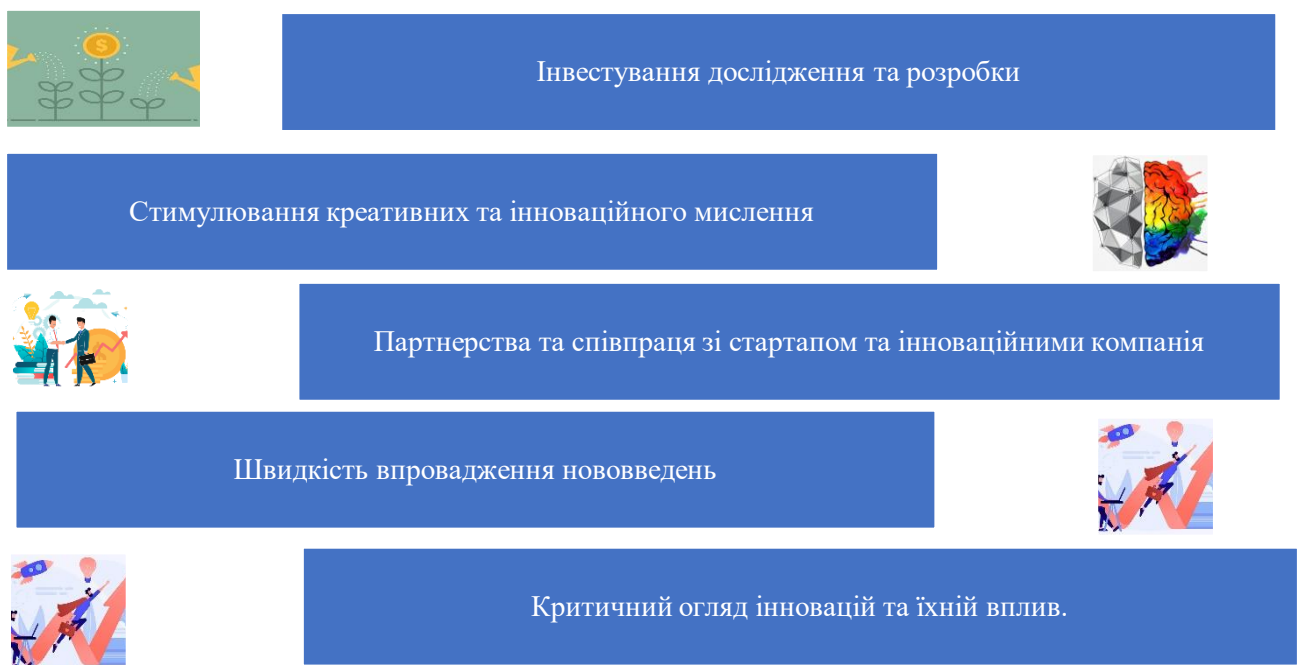 Інвестування дослідження та розробки
Стимулювання креативних та інноваційного мислення
Партнерства та співпраця зі стартапом та інноваційними компанія
Швидкість впровадження нововведень
Критичний огляд інновацій та їхній вплив.